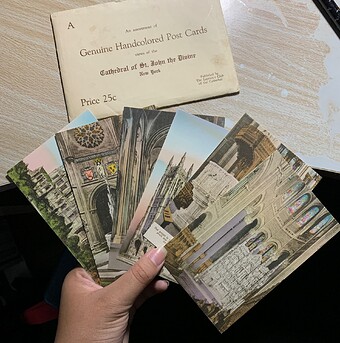 A
An assortment of
Genuine Handcolored Post Cards
views of the
Cathedral of St. John the Divine
New York
Price 25c